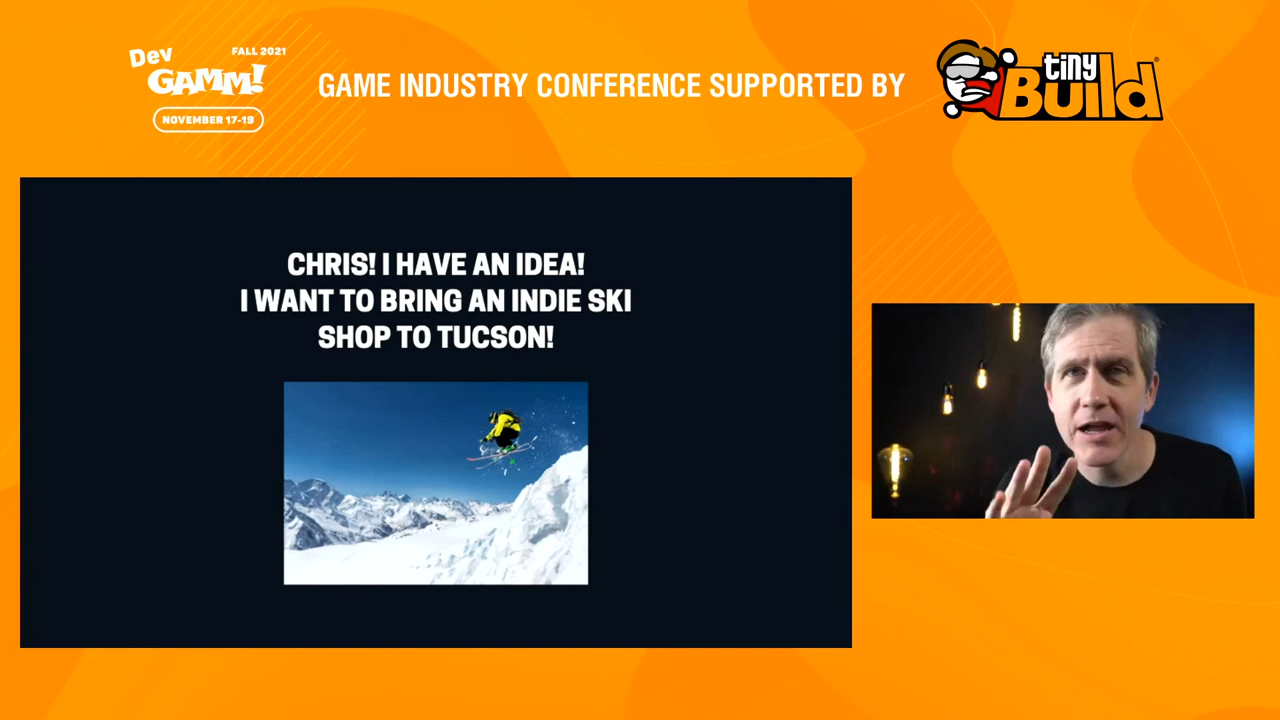 Dev
GAMM!
FALL 2021
NOVEMBER 17-19
GAME INDUSTRY CONFERENCE SUPPORTED BY
tiny
Build
CHRIS! I HAVE AN IDEA!
I WANT TO BRING AN INDIE SKI
SHOP TO TUCSON!